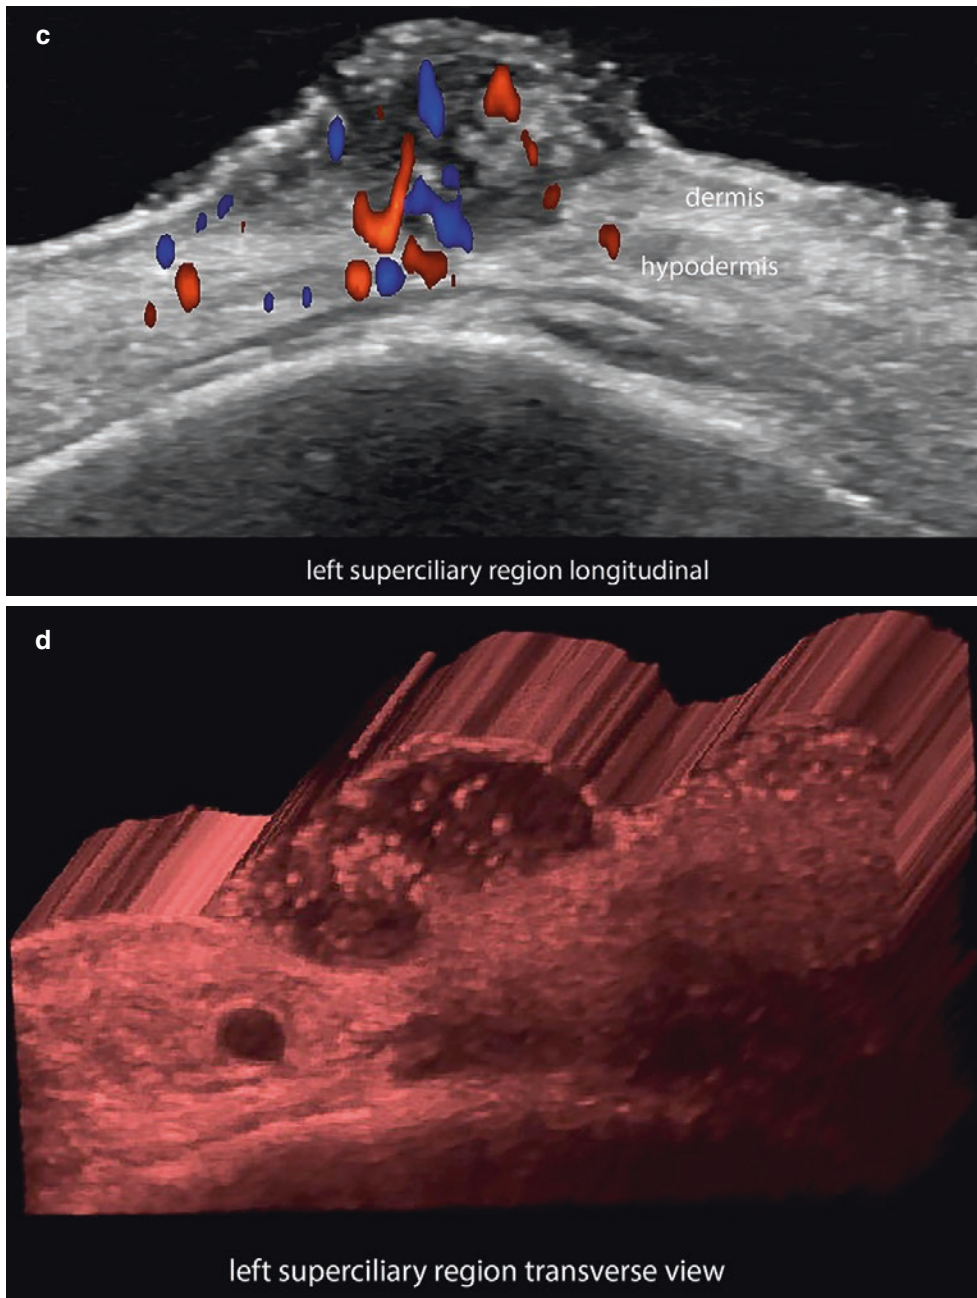 c
dermis
hypodermis
left superciliary region longitudinal
d
left superciliary region transverse view